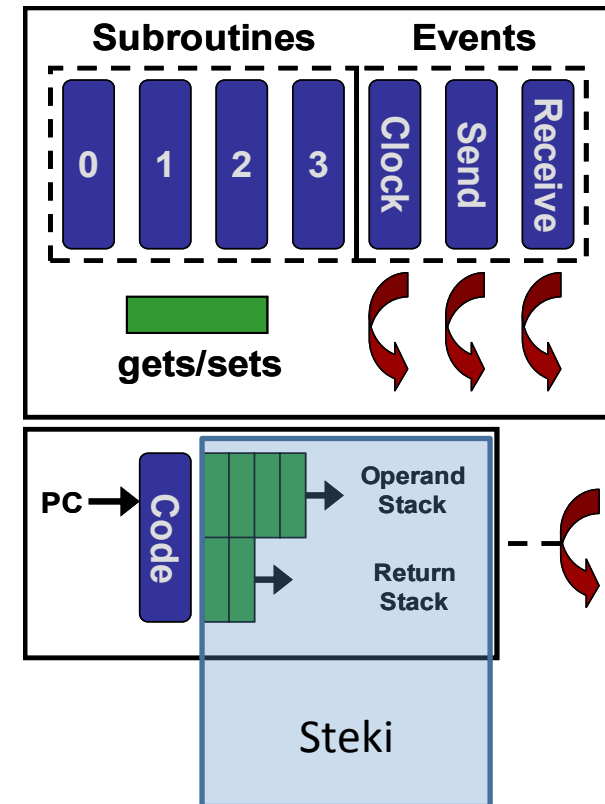 Subroutines
Events
0
1
2
3
Clock
Send
Receive
gets/sets
PC
Code
Operand
Stack
Return
Stack
Steki